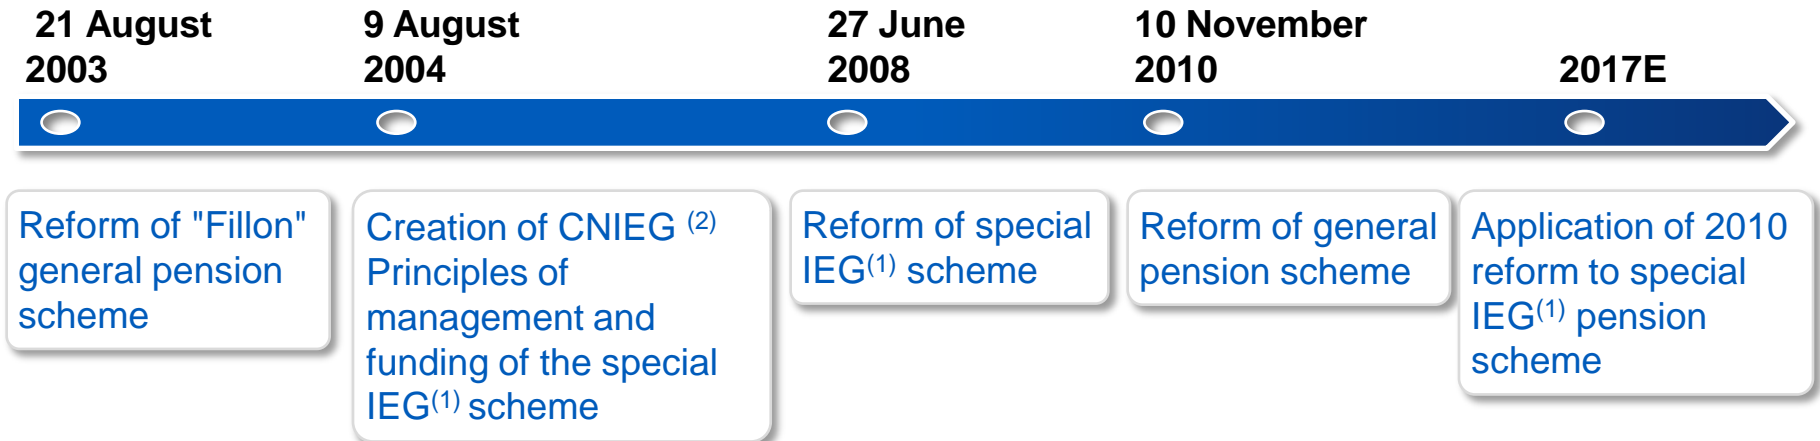 21 August
2003
9 August
2004
27 June
2008
10 November
2010
2017E
Reform of "Fillon"
general pension
scheme
Creation of CNIEG (2)
Principles of
management and
funding of the special
IEG(1) scheme
Reform of special
IEG(1) scheme
Reform of general
pension scheme
Application of 2010
reform to special
IEG(1) pension
scheme